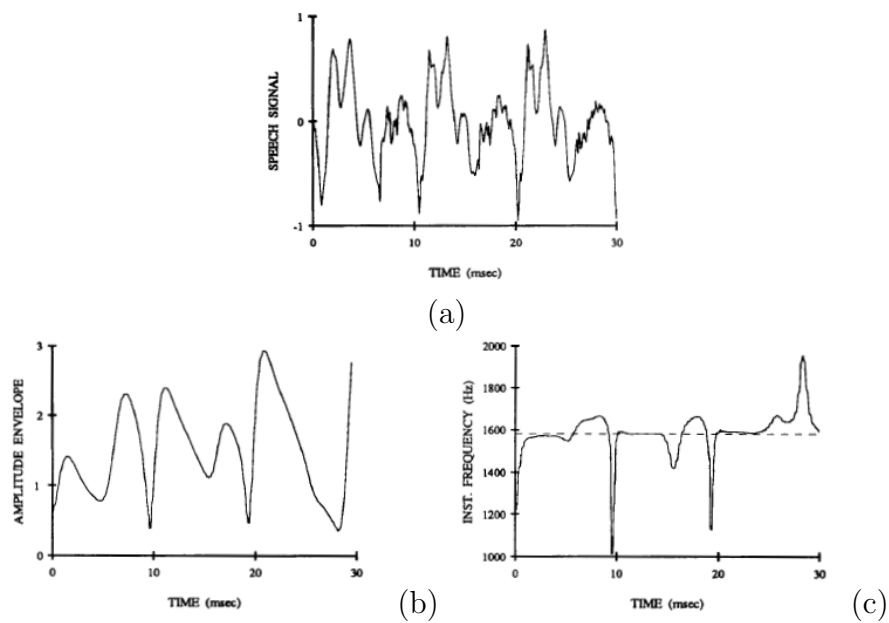 1
SPEECH SIGNAL
0
-1
0 10 20 30
TIME (msec)
(a)
3
AMPLITUDE ENVELOPE
2
1
0
0 10 20 30
TIME (msec)
(b)
2000
INST. FREQUENCY (Hz)
1800
1600
1400
1200
1000
0 10 20 30
TIME (msec)
(c)